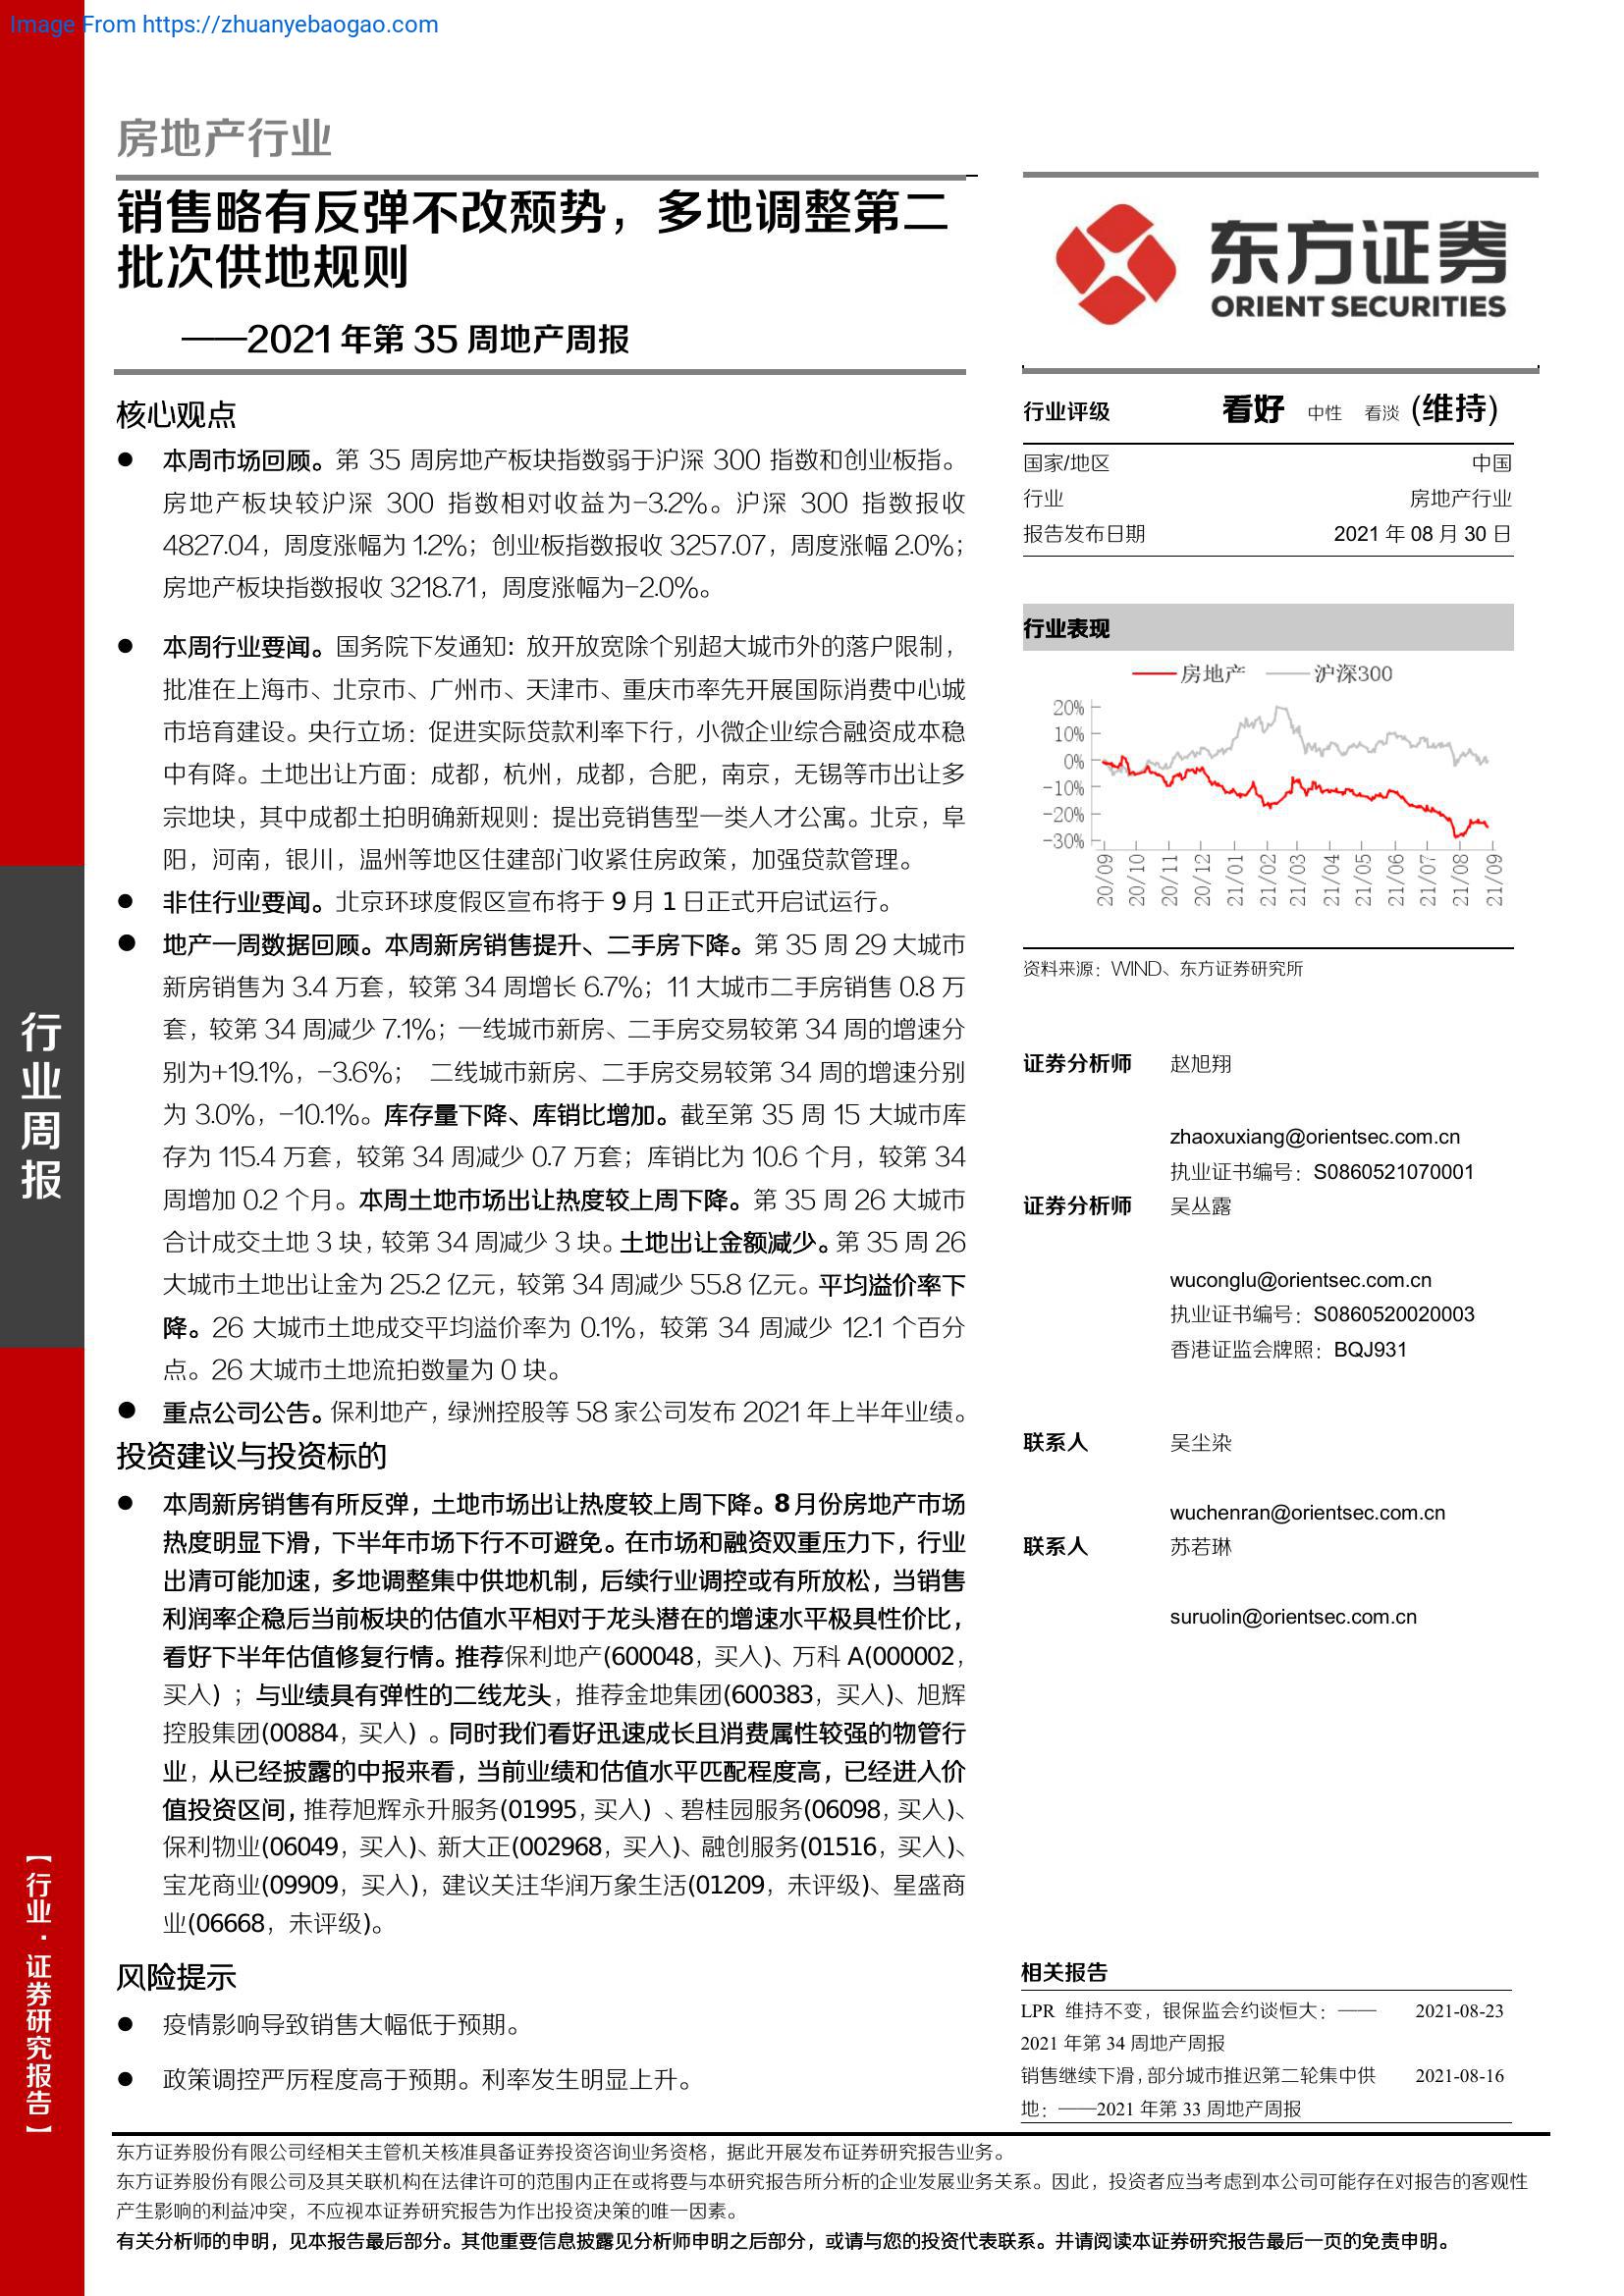 Image From https://zhuanyebaogao.com
房地产行业
销售略有反弹不改颓势，多地调整第二
批次供地规则
——2021年第 35 周地产周报
核心观点
● 本周市场回顾。第 35 周房地产板块指数弱于沪深 300 指数和创业板指。
房地产板块较沪深 300 指数相对收益为-3.2%。沪深 300 指数报收
4827.04，周度涨幅为 1.2%；创业板指数报收 3257.07，周度涨幅 2.0%；
房地产板块指数报收 3218.71，周度涨幅为-2.0%。
● 本周行业要闻。国务院下发通知：放开放宽除个别超大城市外的落户限制，
批准在上海市、北京市、广州市、天津市、重庆市率先开展国际消费中心城
市培育建设。央行立场：促进实际贷款利率下行，小微企业综合融资成本稳
中有降。土地出让方面：成都，杭州，成都，合肥，南京，无锡等市出让多
宗地块，其中成都土拍明确新规则：提出竞销售型一类人才公寓。北京，阜
阳，河南，银川，温州等地区住建部门收紧住房政策，加强贷款管理。
● 非住行业要闻。北京环球度假区宣布将于 9 月 1 日正式开启试运行。
● 地产一周数据回顾。本周新房销售提升、二手房下降。第 35 周 29 大城市
新房销售为 3.4 万套，较第 34 周增长 6.7%；11 大城市二手房销售 0.8 万
套，较第 34 周减少 7.1%；一线城市新房、二手房交易较第 34 周的增速分
别为+19.1%，-3.6%； 二线城市新房、二手房交易较第 34 周的增速分别
为 3.0%，-10.1%。库存量下降、库销比增加。截至第 35 周 15 大城市库
存为 115.4 万套，较第 34 周减少 0.7 万套；库销比为 10.6 个月，较第 34
周增加 0.2 个月。本周土地市场出让热度较上周下降。第 35 周 26 大城市
合计成交土地 3 块，较第 34 周减少 3 块。土地出让金额减少。第 35 周 26
大城市土地出让金为 25.2 亿元，较第 34 周减少 55.8 亿元。平均溢价率下
降。26 大城市土地成交平均溢价率为 0.1%，较第 34 周减少 12.1 个百分
点。26 大城市土地流拍数量为 0 块。
● 重点公司公告。保利地产，绿洲控股等 58 家公司发布 2021 年上半年业绩。
投资建议与投资标的
● 本周新房销售有所反弹，土地市场出让热度较上周下降。8 月份房地产市场
热度明显下滑，下半年市场下行不可避免。在市场和融资双重压力下，行业
出清可能加速，多地调整集中供地机制，后续行业调控或有所放松，当销售
利润率企稳后当前板块的估值水平相对于龙头潜在的增速水平极具性价比，
看好下半年估值修复行情。推荐保利地产(600048，买入)、万科 A(000002，
买入) ；与业绩具有弹性的二线龙头，推荐金地集团(600383，买入)、旭辉
控股集团(00884，买入) 。同时我们看好迅速成长且消费属性较强的物管行
业，从已经披露的中报来看，当前业绩和估值水平匹配程度高，已经进入价
值投资区间，推荐旭辉永升服务(01995，买入) 、碧桂园服务(06098，买入)、
保利物业(06049，买入)、新大正(002968，买入)、融创服务(01516，买入)、
宝龙商业(09909，买入)，建议关注华润万象生活(01209，未评级)、星盛商
业(06668，未评级)。
风险提示
● 疫情影响导致销售大幅低于预期。
● 政策调控严厉程度高于预期。利率发生明显上升。
东方证券
ORIENT SECURITIES
行业评级 看好 中性 看淡 (维持)
国家/地区 中国
行业 房地产行业
报告发布日期 2021 年 08 月 30 日
行业表现
房地产 沪深300
20%
10%
0%
-10%
-20%
-30%
20/09 20/10 20/11 20/12 21/01 21/02 21/03 21/04 21/05 21/06 21/07 21/08 21/09
资料来源：WIND、东方证券研究所
证券分析师 赵旭翔
zhaoxuxiang@orientsec.com.cn
执业证书编号：S0860521070001
证券分析师 吴丛露
wuconglu@orientsec.com.cn
执业证书编号：S0860520020003
香港证监会牌照：BQJ931
联系人 吴尘染
wuchenran@orientsec.com.cn
联系人 苏若琳
suruolin@orientsec.com.cn
相关报告
LPR 维持不变，银保监会约谈恒大：—— 2021-08-23
2021 年第 34 周地产周报
销售继续下滑，部分城市推迟第二轮集中供 2021-08-16
地：——2021 年第 33 周地产周报
行业周报
【行业·证券研究报告】
东方证券股份有限公司经相关主管机关核准具备证券投资咨询业务资格，据此开展发布证券研究报告业务。
东方证券股份有限公司及其关联机构在法律许可的范围内正在或将要与本研究报告所分析的企业发展业务关系。因此，投资者应当考虑到本公司可能存在对报告的客观性
产生影响的利益冲突，不应视本证券研究报告为作出投资决策的唯一因素。
有关分析师的申明，见本报告最后部分。其他重要信息披露见分析师申明之后部分，或请与您的投资代表联系。并请阅读本证券研究报告最后一页的免责申明。